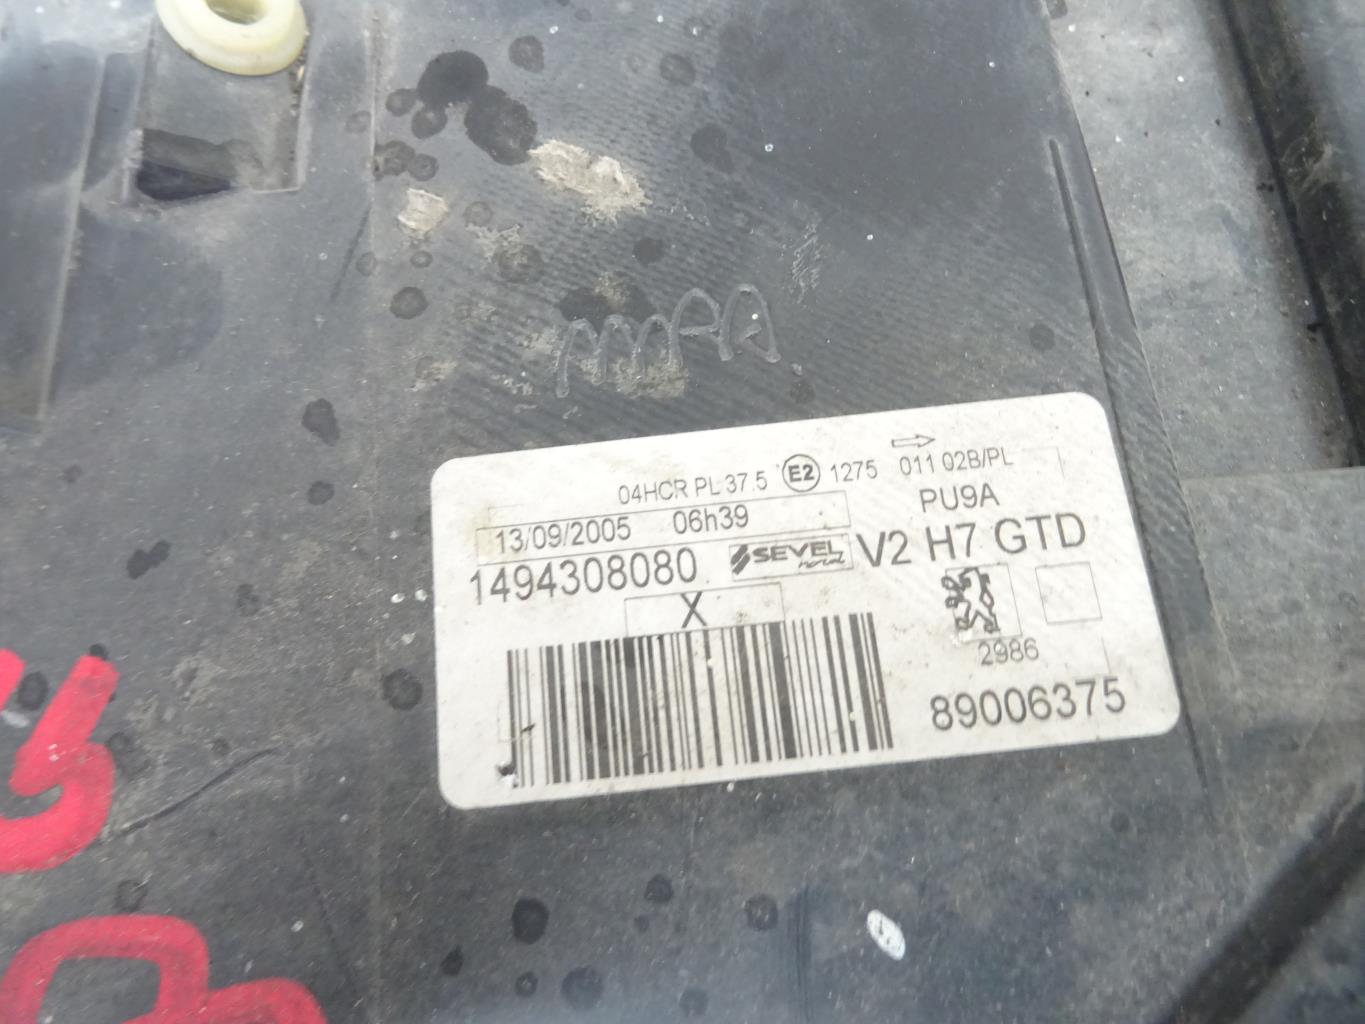 04HCR PL 37.5 E2 1275 ⇨ 011 02B/PL
13/09/2005 06h39 PU9A
1494308080 SEVEL nord V2 H7 GTD
X
2986
89006375